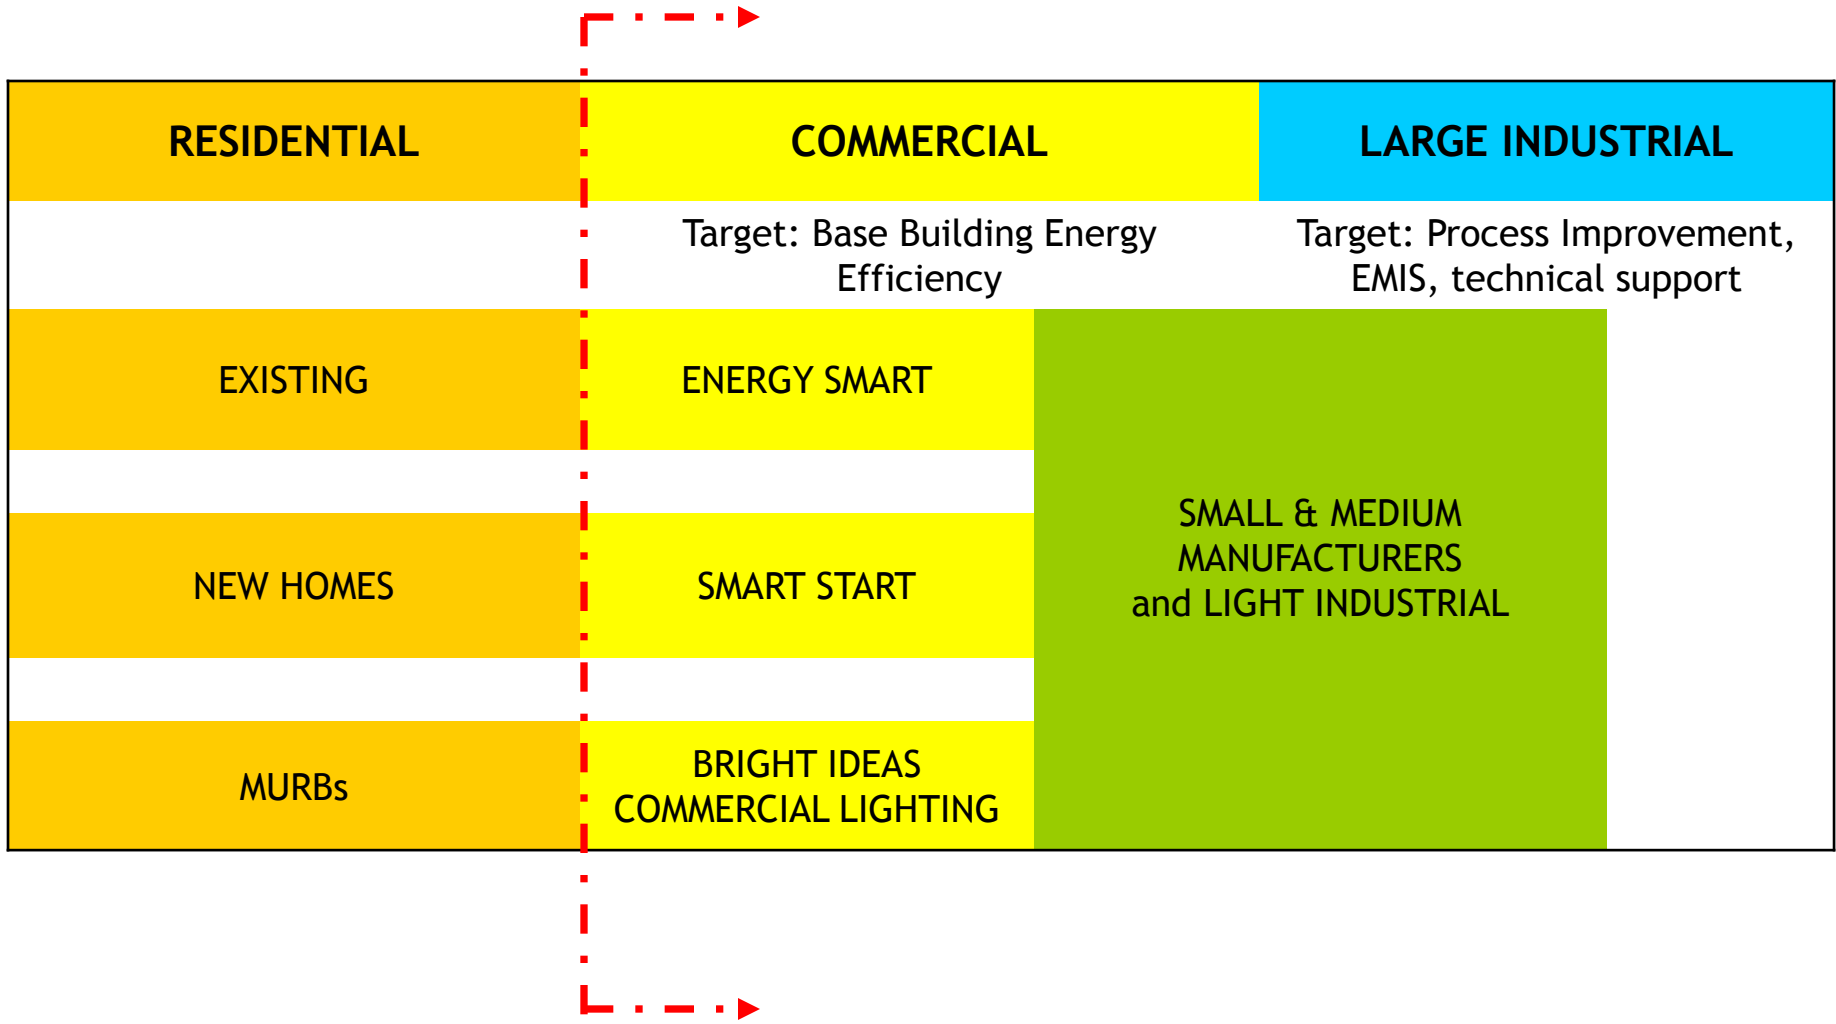 RESIDENTIAL
COMMERCIAL
LARGE INDUSTRIAL
Target: Base Building Energy
Efficiency
Target: Process Improvement,
EMIS, technical support
EXISTING
ENERGY SMART
SMALL & MEDIUM
MANUFACTURERS
and LIGHT INDUSTRIAL
NEW HOMES
SMART START
MURBs
BRIGHT IDEAS
COMMERCIAL LIGHTING